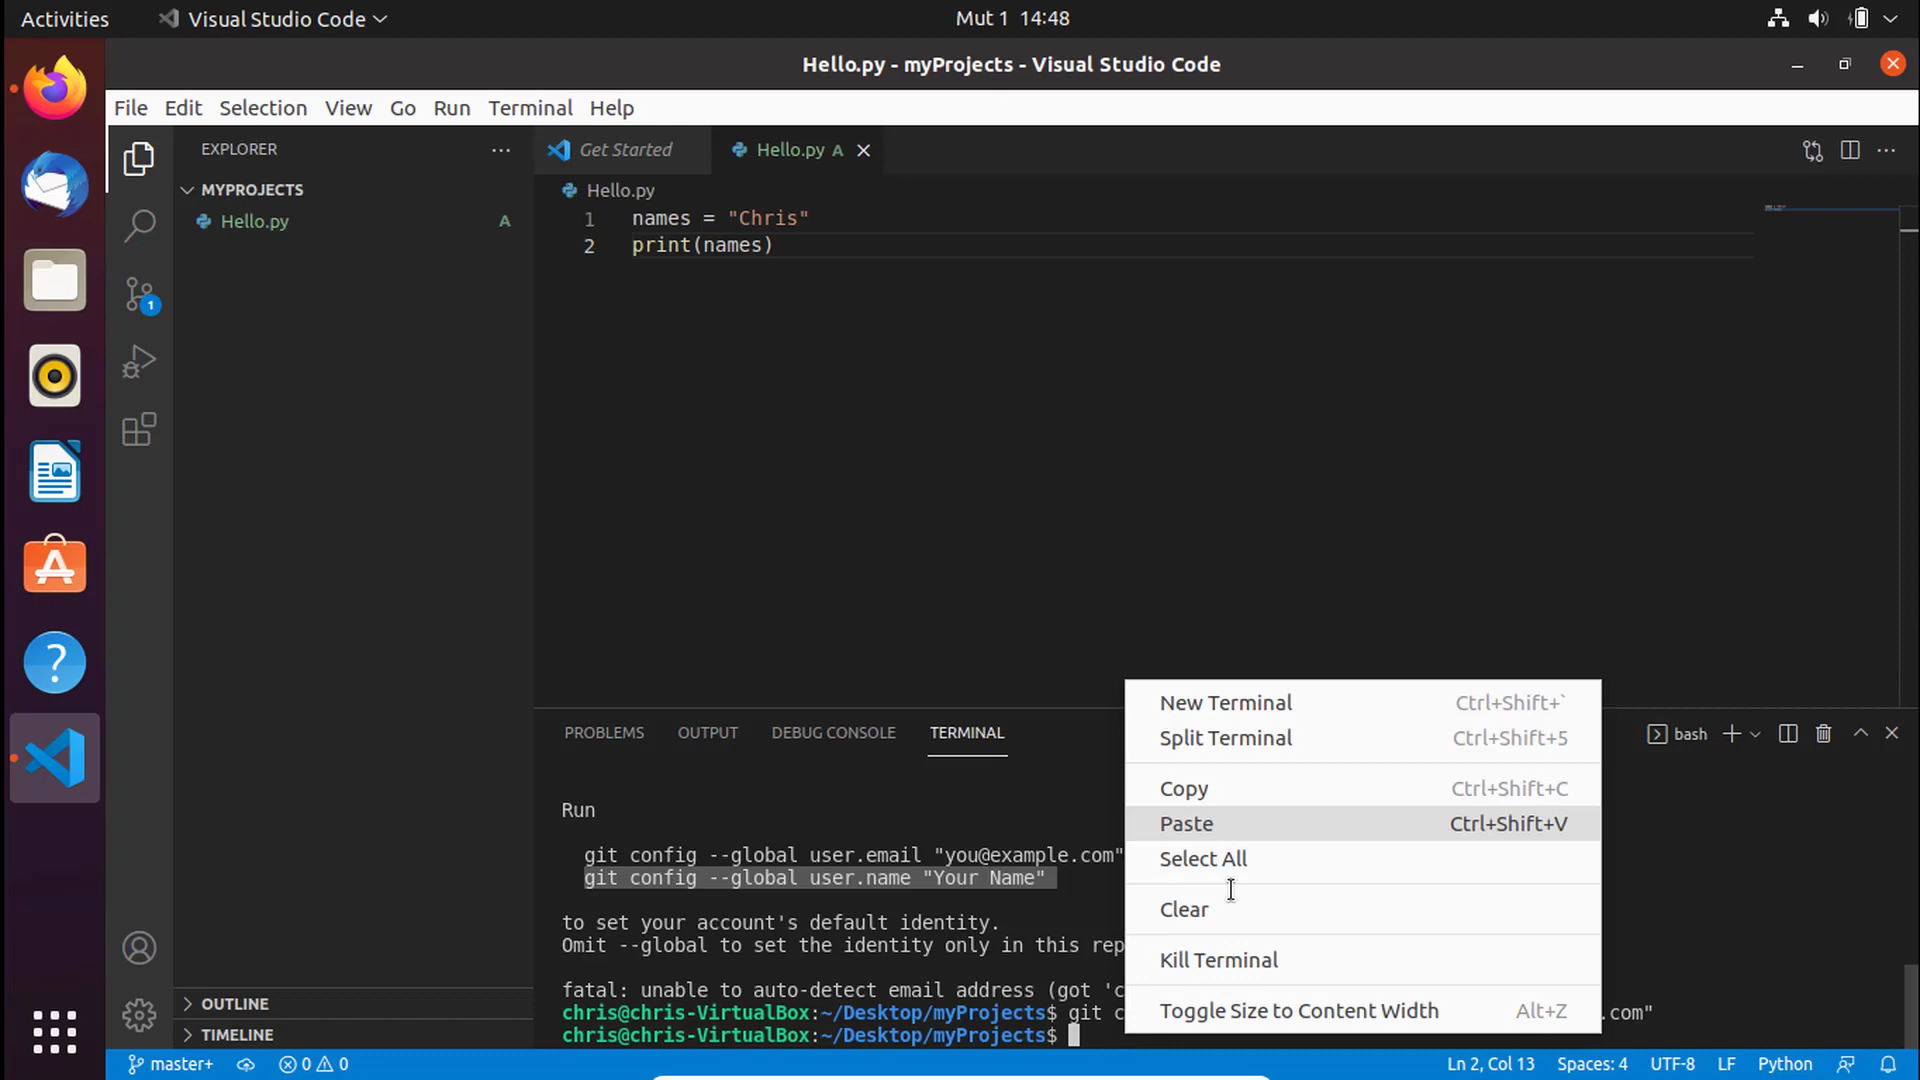 Activities
Visual Studio Code
Mut 1 14:48
Hello.py - myProjects - Visual Studio Code
File Edit Selection View Go Run Terminal Help
EXPLORER
MYPROJECTS
Hello.py A
OUTLINE
TIMELINE
Get Started
Hello.py A
Hello.py
1 names = "Chris"
2 print(names)
PROBLEMS OUTPUT DEBUG CONSOLE TERMINAL
bash
Run
git config --global user.email "you@example.com"
git config --global user.name "Your Name"
to set your account's default identity.
Omit --global to set the identity only in this rep
fatal: unable to auto-detect email address (got 'c
chris@chris-VirtualBox:~/Desktop/myProjects$ git c .com"
chris@chris-VirtualBox:~/Desktop/myProjects$
New Terminal Ctrl+Shift+`
Split Terminal Ctrl+Shift+5
Copy Ctrl+Shift+C
Paste Ctrl+Shift+V
Select All
Clear
Kill Terminal
Toggle Size to Content Width Alt+Z
1
master+
0 0
Ln 2, Col 13
Spaces: 4
UTF-8
LF
Python